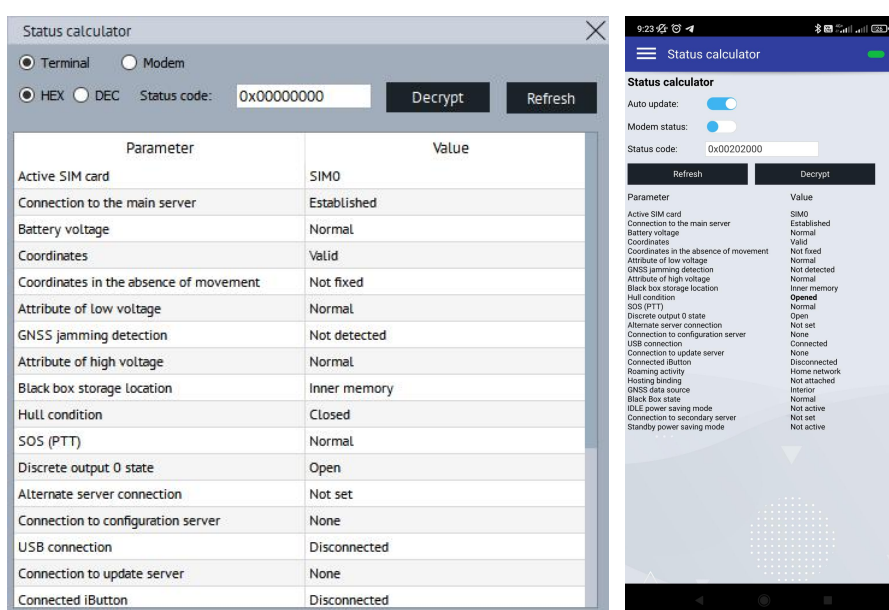 Status calculator
Terminal Modem
HEX DEC Status code: 0x00000000 Decrypt Refresh
Parameter Value
Active SIM card SIM0
Connection to the main server Established
Battery voltage Normal
Coordinates Valid
Coordinates in the absence of movement Not fixed
Attribute of low voltage Normal
GNSS jamming detection Not detected
Attribute of high voltage Normal
Black box storage location Inner memory
Hull condition Closed
SOS (PTT) Normal
Discrete output 0 state Open
Alternate server connection Not set
Connection to configuration server None
USB connection Disconnected
Connection to update server None
Connected iButton Disconnected
9:23
Status calculator
Status calculator
Auto update:
Modem status:
Status code: 0x00202000
Refresh Decrypt
Parameter Value
Active SIM card SIM0
Connection to the main server Established
Battery voltage Normal
Coordinates Valid
Coordinates in the absence of movement Not fixed
Attribute of low voltage Normal
GNSS jamming detection Not detected
Attribute of high voltage Normal
Black box storage location Inner memory
Hull condition Opened
SOS (PTT) Normal
Discrete output 0 state Open
Alternate server connection Not set
Connection to configuration server None
USB connection Connected
Connection to update server None
Connected iButton Disconnected
Roaming activity Home network
Hosting binding Not attached
GNSS data source Interior
Black Box state Normal
IDLE power saving mode Not active
Connection to secondary server Not set
Standby power saving mode Not active